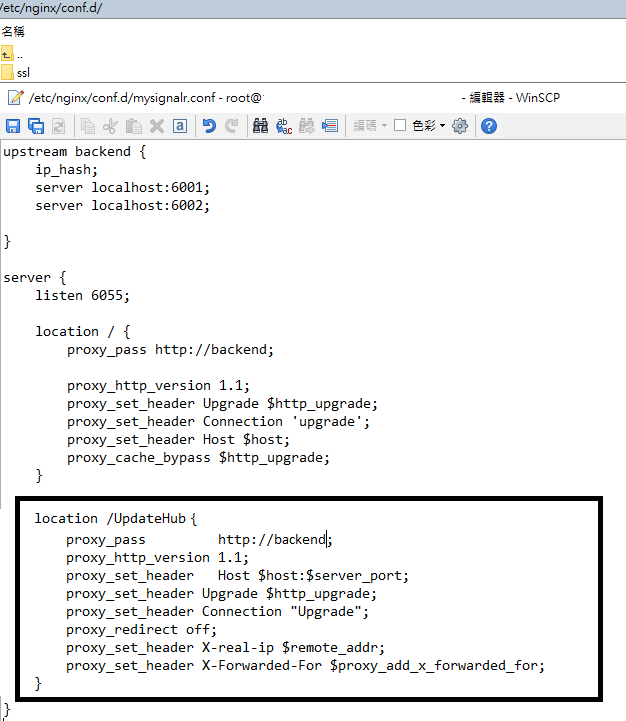 /etc/nginx/conf.d/
名稱
..
ssl
/etc/nginx/conf.d/mysignalr.conf - root@ - 編輯器 - WinSCP
編碼 色彩
upstream backend {
    ip_hash;
    server localhost:6001;
    server localhost:6002;
}
server {
    listen 6055;
    location / {
        proxy_pass http://backend;
        proxy_http_version 1.1;
        proxy_set_header Upgrade $http_upgrade;
        proxy_set_header Connection 'upgrade';
        proxy_set_header Host $host;
        proxy_cache_bypass $http_upgrade;
    }
    location /UpdateHub {
        proxy_pass         http://backend;
        proxy_http_version 1.1;
        proxy_set_header   Host $host:$server_port;
        proxy_set_header Upgrade $http_upgrade;
        proxy_set_header Connection "Upgrade";
        proxy_redirect off;
        proxy_set_header X-real-ip $remote_addr;
        proxy_set_header X-Forwarded-For $proxy_add_x_forwarded_for;
    }
}